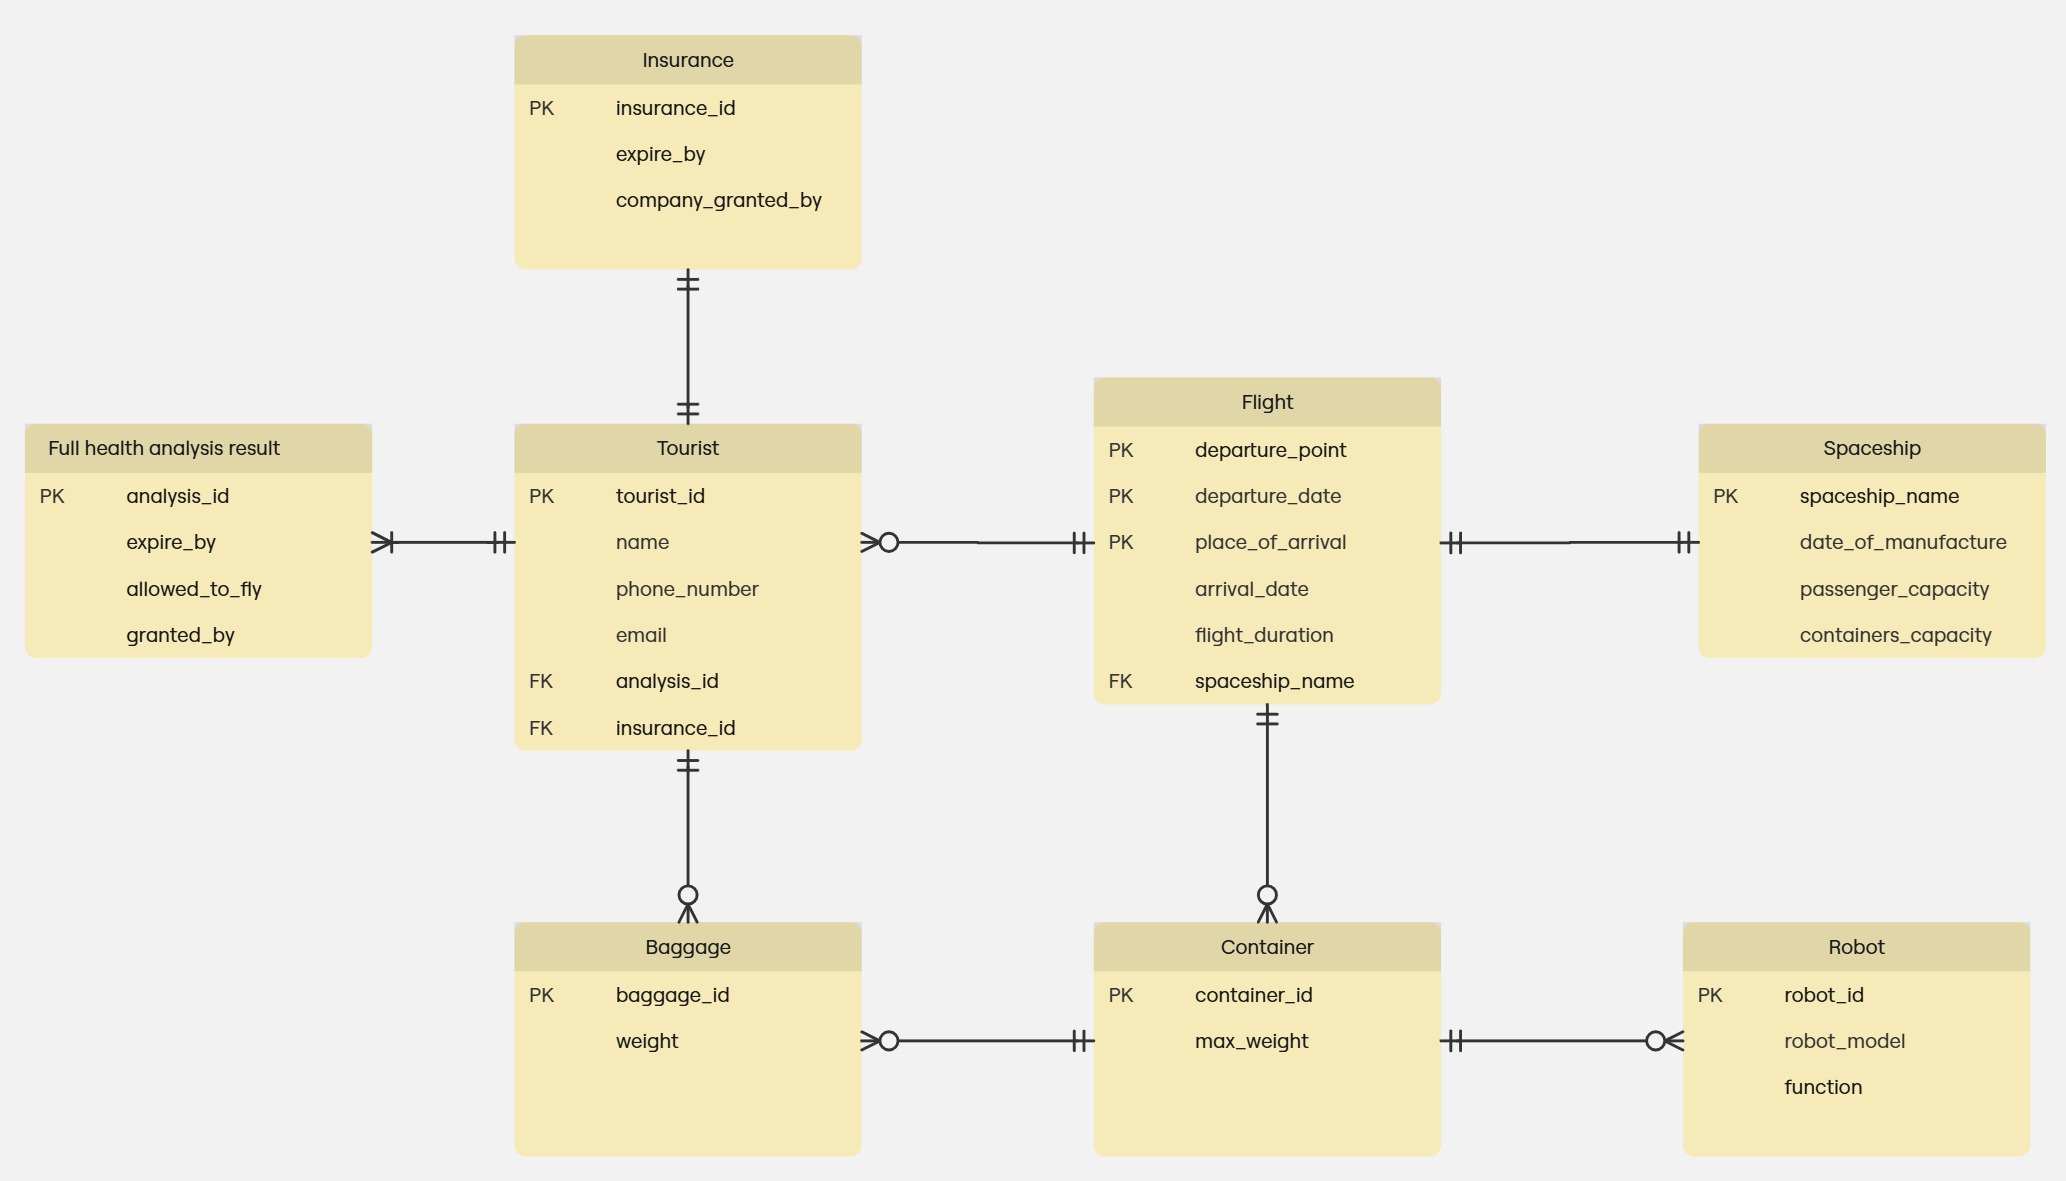 Insurance
PK insurance_id
expire_by
company_granted_by
Full health analysis result
PK analysis_id
expire_by
allowed_to_fly
granted_by
Tourist
PK tourist_id
name
phone_number
email
FK analysis_id
FK insurance_id
Flight
PK departure_point
PK departure_date
PK place_of_arrival
arrival_date
flight_duration
FK spaceship_name
Spaceship
PK spaceship_name
date_of_manufacture
passenger_capacity
containers_capacity
Baggage
PK baggage_id
weight
Container
PK container_id
max_weight
Robot
PK robot_id
robot_model
function